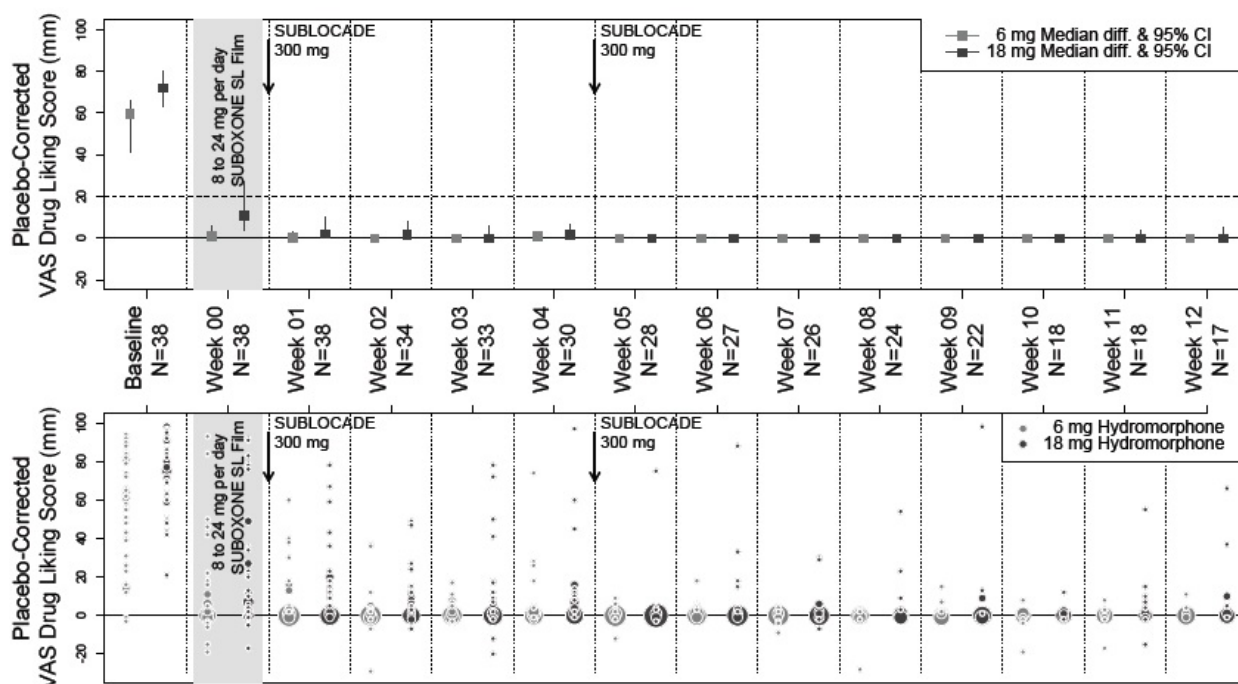 Placebo-Corrected
VAS Drug Liking Score (mm)
100
80
60
40
20
0
-20
8 to 24 mg per day
SUBOXONE SL Film
SUBLOCADE
300 mg
SUBLOCADE
300 mg
6 mg Median diff. & 95% CI
18 mg Median diff. & 95% CI
Baseline
N=38
Week 00
N=38
Week 01
N=38
Week 02
N=34
Week 03
N=33
Week 04
N=30
Week 05
N=28
Week 06
N=27
Week 07
N=26
Week 08
N=24
Week 09
N=22
Week 10
N=18
Week 11
N=18
Week 12
N=17
Placebo-Corrected
VAS Drug Liking Score (mm)
100
80
60
40
20
0
-20
8 to 24 mg per day
SUBOXONE SL Film
SUBLOCADE
300 mg
SUBLOCADE
300 mg
6 mg Hydromorphone
18 mg Hydromorphone